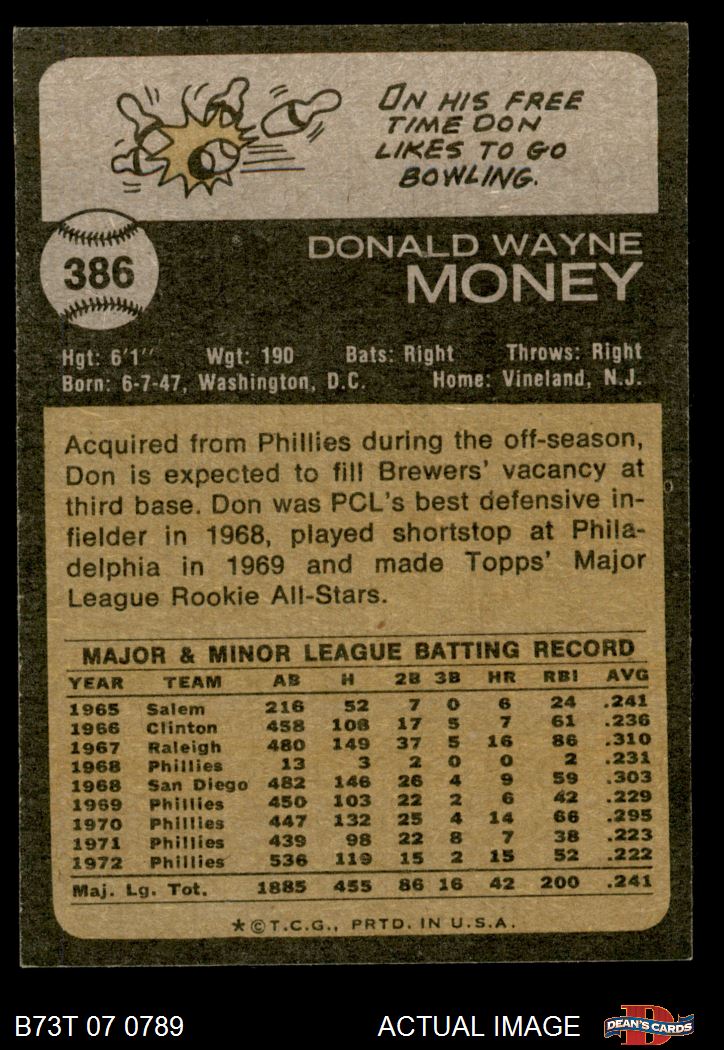 ON HIS FREE
TIME DON
LIKES TO GO
BOWLING.
386
DONALD WAYNE
MONEY
Hgt: 6'1" Wgt: 190 Bats: Right Throws: Right
Born: 6-7-47, Washington, D.C. Home: Vineland, N.J.
Acquired from Phillies during the off-season,
Don is expected to fill Brewers' vacancy at
third base. Don was PCL's best defensive in-
fielder in 1968, played shortstop at Phila-
delphia in 1969 and made Topps' Major
League Rookie All-Stars.
MAJOR & MINOR LEAGUE BATTING RECORD
YEAR TEAM AB H 2B 3B HR RBI AVG
1965 Salem 216 52 7 0 6 24 .241
1966 Clinton 458 108 17 5 7 61 .236
1967 Raleigh 480 149 37 5 16 86 .310
1968 Phillies 13 3 2 0 0 2 .231
1968 San Diego 482 146 26 4 9 59 .303
1969 Phillies 450 103 22 2 6 42 .229
1970 Phillies 447 132 25 4 14 66 .295
1971 Phillies 439 98 22 8 7 38 .223
1972 Phillies 536 119 15 2 15 52 .222
Maj. Lg. Tot. 1885 455 86 16 42 200 .241
*©T.C.G., PRTD. IN U.S.A.
B73T 07 0789 ACTUAL IMAGE D DEAN'S CARDS